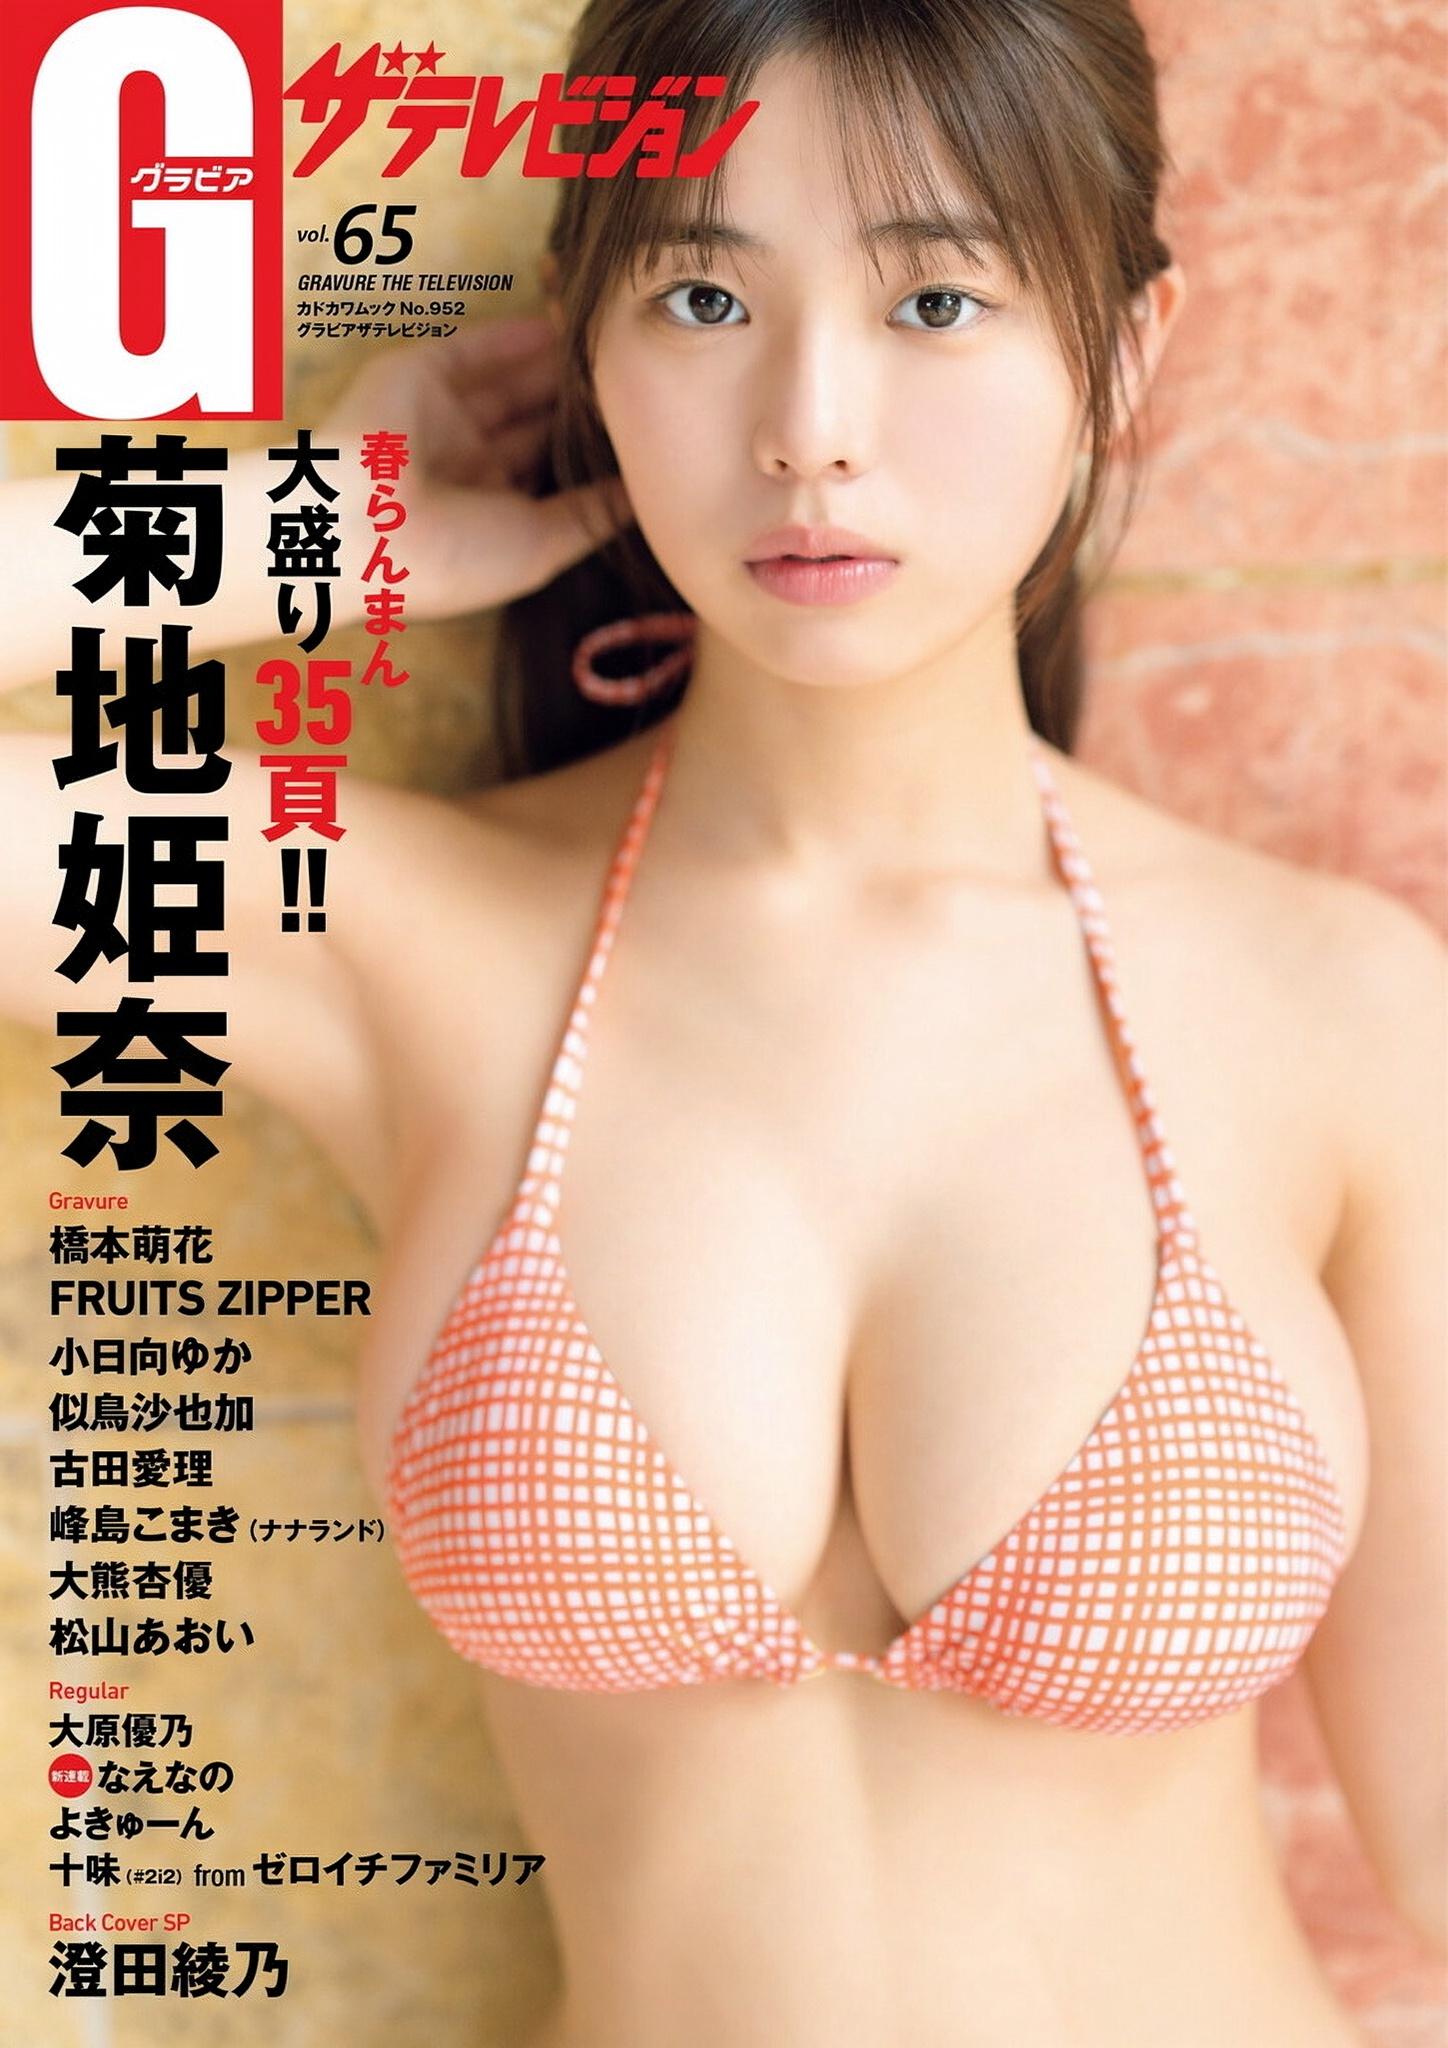 G
グラビア
ザテレビジョン
vol. 65
GRAVURE THE TELEVISION
カドカワムック No.952
グラビアザテレビジョン
春らんまん
大盛り35頁!!
菊地姫奈
Gravure
橋本萌花
FRUITS ZIPPER
小日向ゆか
似鳥沙也加
古田愛理
峰島こまき (ナナランド)
大熊杏優
松山あおい
Regular
大原優乃
新連載 なえなの
よきゅーん
十味 (#2i2) from ゼロイチファミリア
Back Cover SP
澄田綾乃